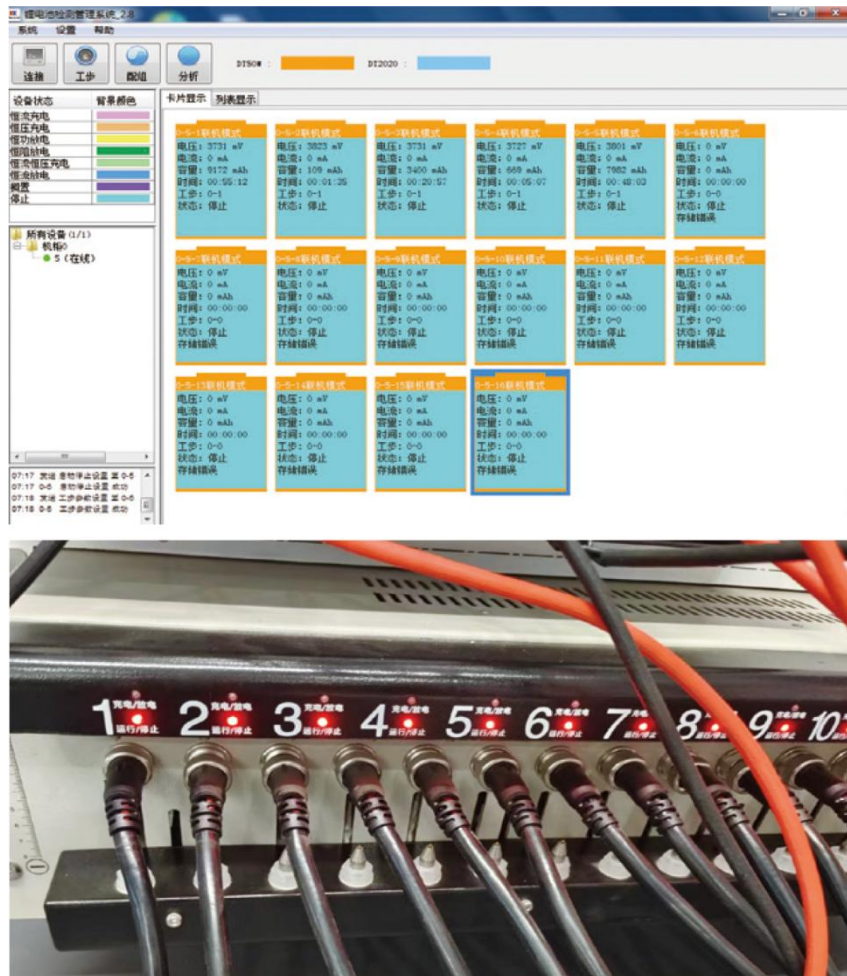 锂电池检测管理系统_2.8
系统 设置 帮助
连接 工步 配组 分析
DT50W : DT2020 :
设备状态 背景颜色
恒流充电
恒压充电
恒功放电
恒阻放电
恒流恒压充电
恒流放电
搁置
停止
所有设备 (1/1)
机柜0
5 (在线)
07:17 发送 启动停止设置 至 0-5
07:17 0-5 启动停止设置 成功
07:18 发送 工步参数设置 至 0-5
07:18 0-5 工步参数设置 成功
卡片显示 列表显示
0-5-1联机模式
电压: 3731 mV
电流: 0 mA
容量: 9172 mAh
时间: 00:55:12
工步: 0-1
状态: 停止
0-5-2联机模式
电压: 3823 mV
电流: 0 mA
容量: 109 mAh
时间: 00:01:35
工步: 0-1
状态: 停止
0-5-3联机模式
电压: 3731 mV
电流: 0 mA
容量: 3400 mAh
时间: 00:20:57
工步: 0-1
状态: 停止
0-5-4联机模式
电压: 3727 mV
电流: 0 mA
容量: 669 mAh
时间: 00:05:07
工步: 0-1
状态: 停止
0-5-5联机模式
电压: 3801 mV
电流: 0 mA
容量: 7982 mAh
时间: 00:48:03
工步: 0-1
状态: 停止
0-5-6联机模式
电压: 0 mV
电流: 0 mA
容量: 0 mAh
时间: 00:00:00
工步: 0-0
状态: 停止
存储错误
0-5-7联机模式
电压: 0 mV
电流: 0 mA
容量: 0 mAh
时间: 00:00:00
工步: 0-0
状态: 停止
存储错误
0-5-8联机模式
电压: 0 mV
电流: 0 mA
容量: 0 mAh
时间: 00:00:00
工步: 0-0
状态: 停止
存储错误
0-5-9联机模式
电压: 0 mV
电流: 0 mA
容量: 0 mAh
时间: 00:00:00
工步: 0-0
状态: 停止
存储错误
0-5-10联机模式
电压: 0 mV
电流: 0 mA
容量: 0 mAh
时间: 00:00:00
工步: 0-0
状态: 停止
存储错误
0-5-11联机模式
电压: 0 mV
电流: 0 mA
容量: 0 mAh
时间: 00:00:00
工步: 0-0
状态: 停止
存储错误
0-5-12联机模式
电压: 0 mV
电流: 0 mA
容量: 0 mAh
时间: 00:00:00
工步: 0-0
状态: 停止
存储错误
0-5-13联机模式
电压: 0 mV
电流: 0 mA
容量: 0 mAh
时间: 00:00:00
工步: 0-0
状态: 停止
存储错误
0-5-14联机模式
电压: 0 mV
电流: 0 mA
容量: 0 mAh
时间: 00:00:00
工步: 0-0
状态: 停止
存储错误
0-5-15联机模式
电压: 0 mV
电流: 0 mA
容量: 0 mAh
时间: 00:00:00
工步: 0-0
状态: 停止
存储错误
0-5-16联机模式
电压: 0 mV
电流: 0 mA
容量: 0 mAh
时间: 00:00:00
工步: 0-0
状态: 停止
存储错误
1 充电/放电 运行/停止
2 充电/放电 运行/停止
3 充电/放电 运行/停止
4 充电/放电 运行/停止
5 充电/放电 运行/停止
6 充电/放电 运行/停止
7 运行/停止
8
9
10